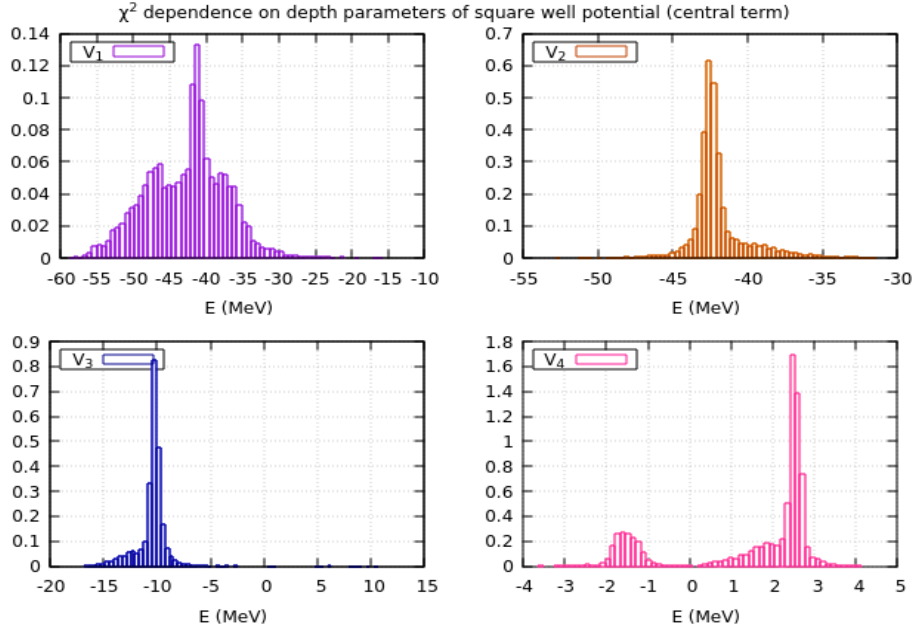 χ² dependence on depth parameters of square well potential (central term)
V₁
0.14
0.12
0.1
0.08
0.06
0.04
0.02
0
-60 -55 -50 -45 -40 -35 -30 -25 -20 -15 -10
E (MeV)
V₂
0.7
0.6
0.5
0.4
0.3
0.2
0.1
0
-55 -50 -45 -40 -35 -30
E (MeV)
V₃
0.9
0.8
0.7
0.6
0.5
0.4
0.3
0.2
0.1
0
-20 -15 -10 -5 0 5 10 15
E (MeV)
V₄
1.8
1.6
1.4
1.2
1
0.8
0.6
0.4
0.2
0
-4 -3 -2 -1 0 1 2 3 4 5
E (MeV)